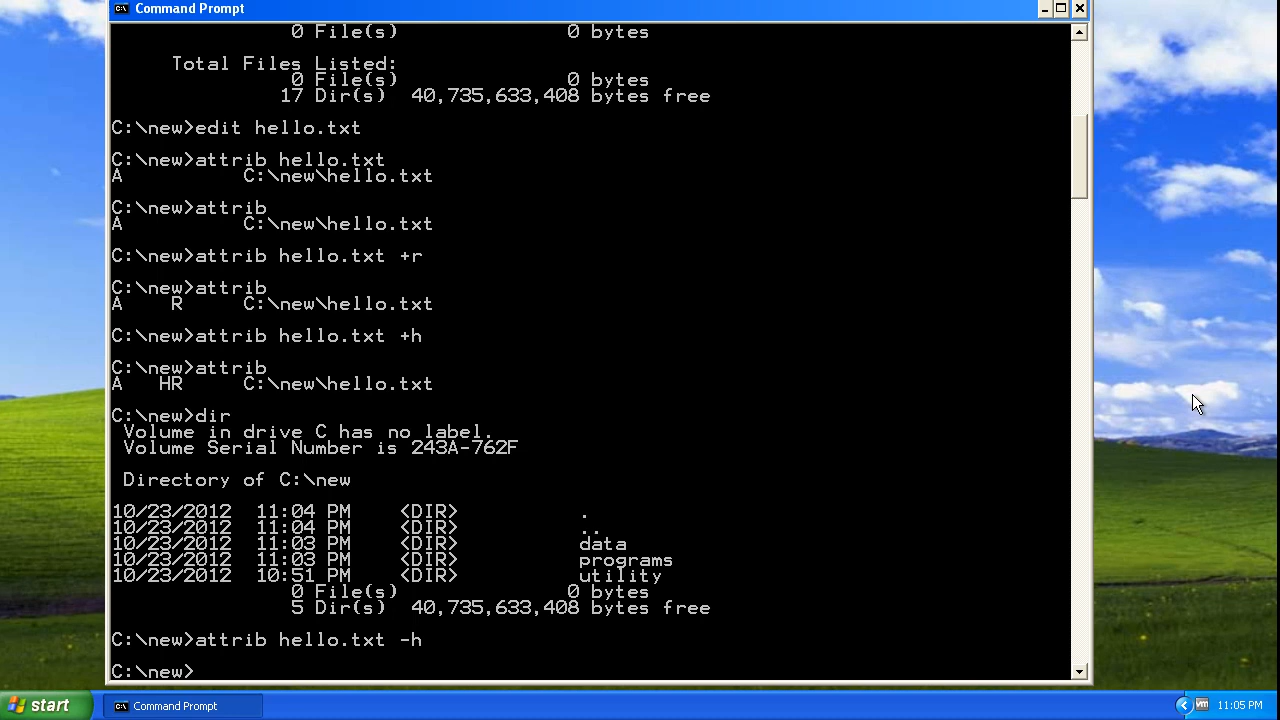 Command Prompt
0 File(s) 0 bytes
Total Files Listed:
0 File(s) 0 bytes
17 Dir(s) 40,735,633,408 bytes free
C:\new>edit hello.txt
C:\new>attrib hello.txt
A C:\new\hello.txt
C:\new>attrib
A C:\new\hello.txt
C:\new>attrib hello.txt +r
C:\new>attrib
A R C:\new\hello.txt
C:\new>attrib hello.txt +h
C:\new>attrib
A HR C:\new\hello.txt
C:\new>dir
Volume in drive C has no label.
Volume Serial Number is 243A-762F
Directory of C:\new
10/23/2012 11:04 PM <DIR> .
10/23/2012 11:04 PM <DIR> ..
10/23/2012 11:03 PM <DIR> data
10/23/2012 11:03 PM <DIR> programs
10/23/2012 10:51 PM <DIR> utility
0 File(s) 0 bytes
5 Dir(s) 40,735,633,408 bytes free
C:\new>attrib hello.txt -h
C:\new>
start
Command Prompt
vm
11:05 PM